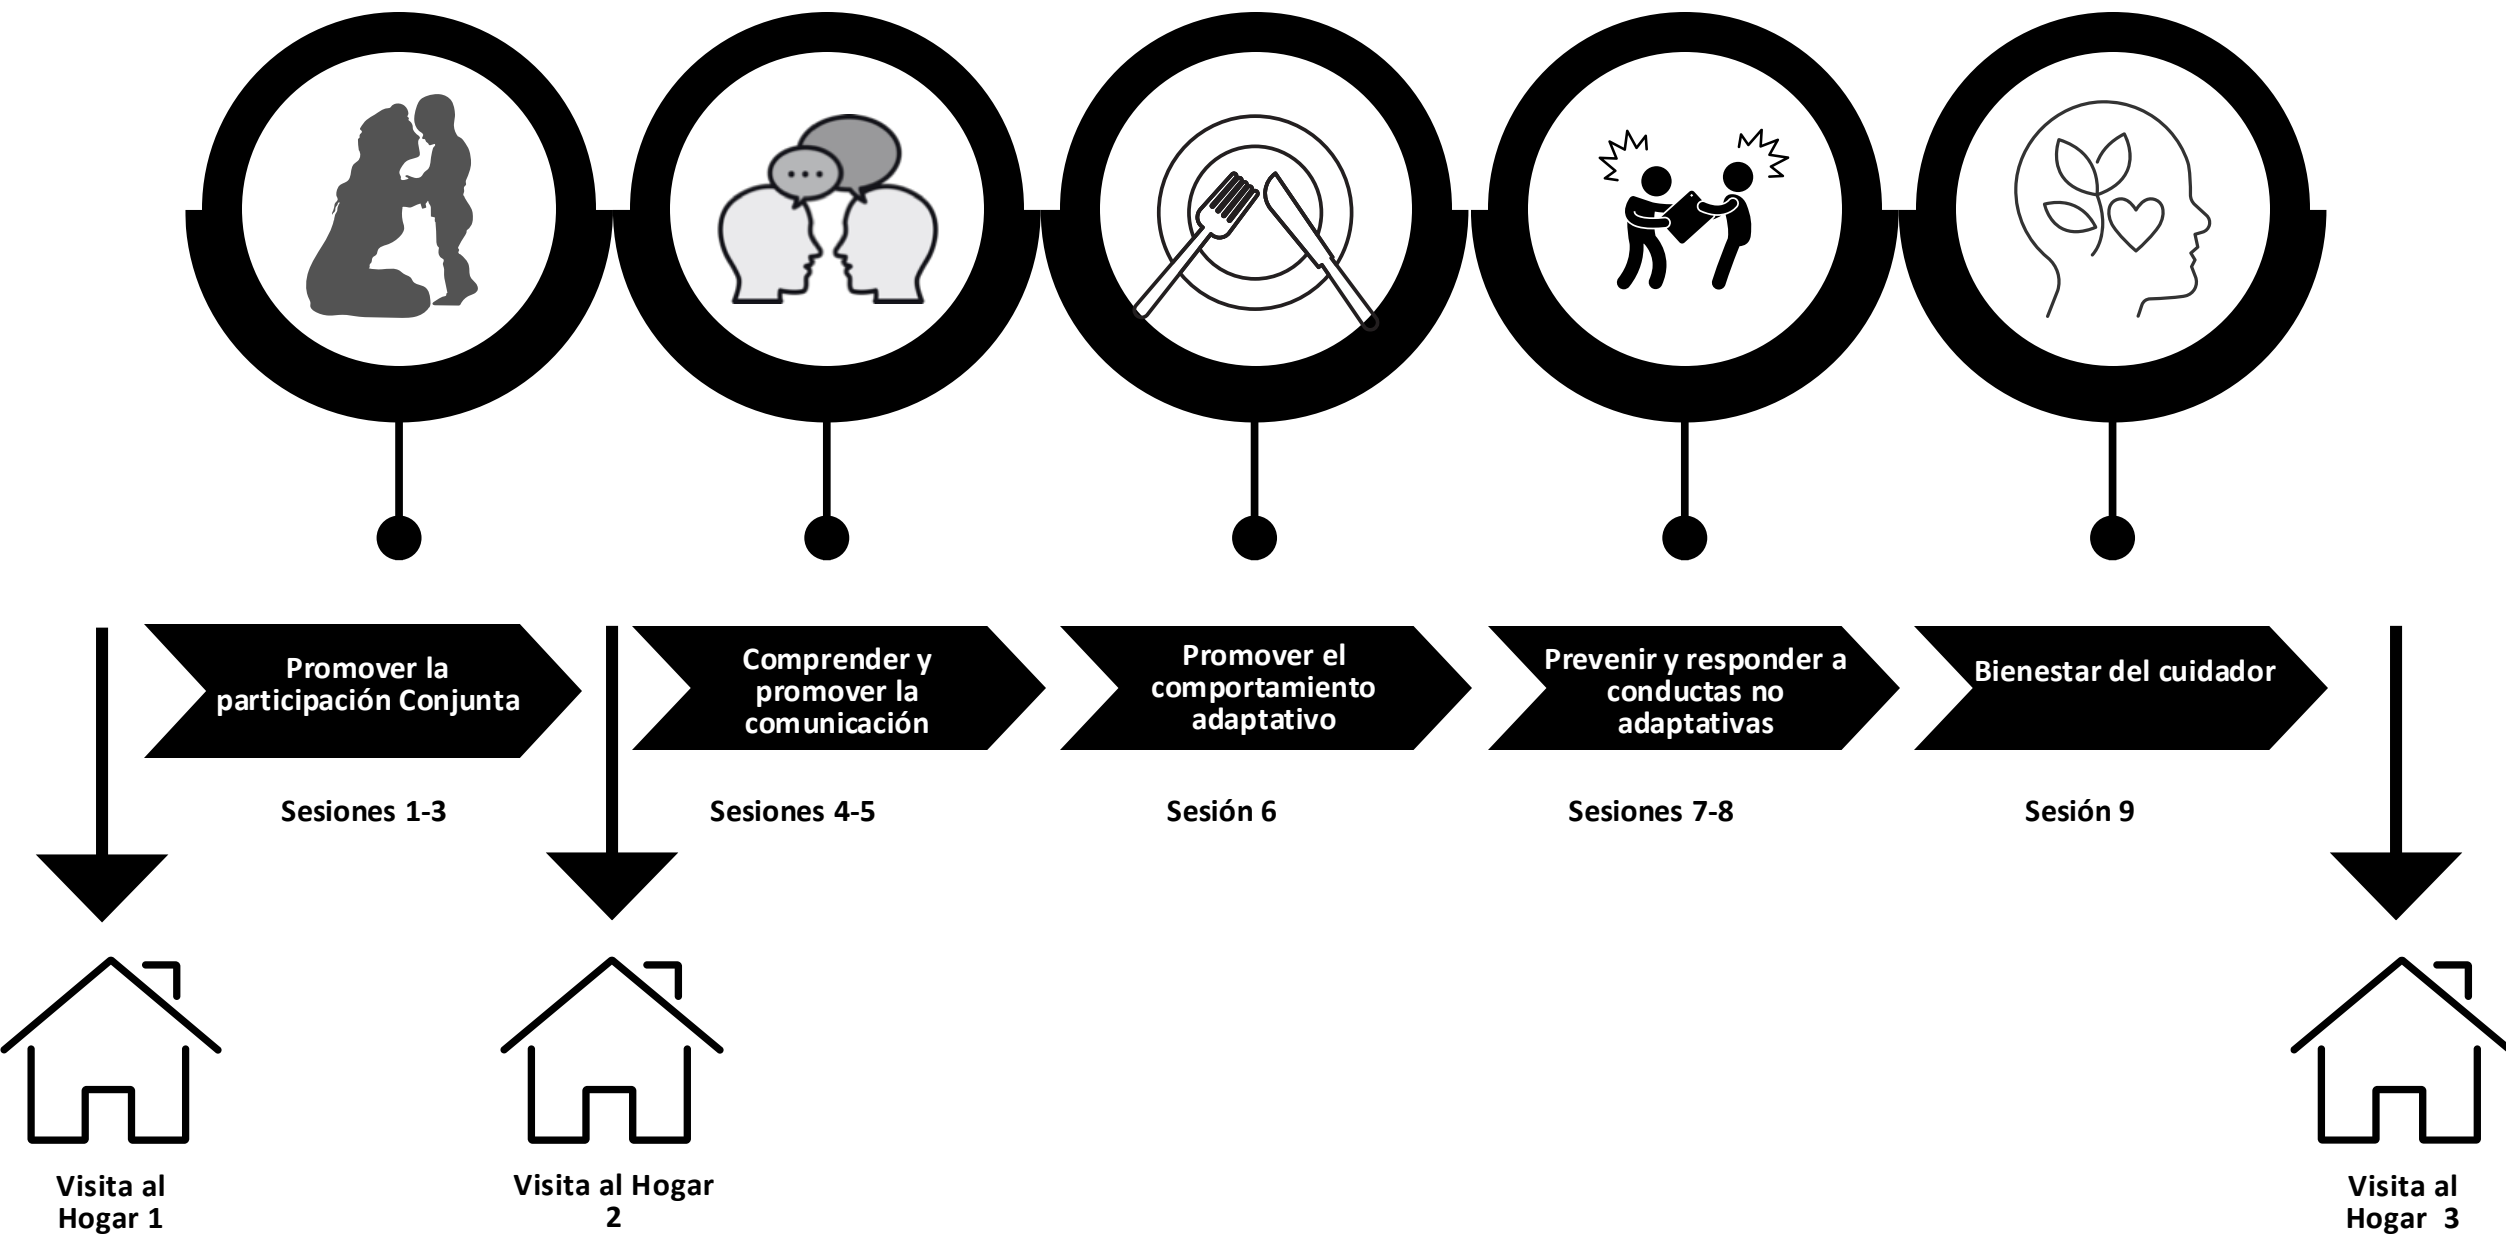 Promover la
participación Conjunta
Comprender y
promover la
comunicación
Promover el
comportamiento
adaptativo
Prevenir y responder a
conductas no
adaptativas
Bienestar del cuidador
Sesiones 1-3
Sesiones 4-5
Sesión 6
Sesiones 7-8
Sesión 9
Visita al
Hogar 1
Visita al Hogar
2
Visita al
Hogar 3